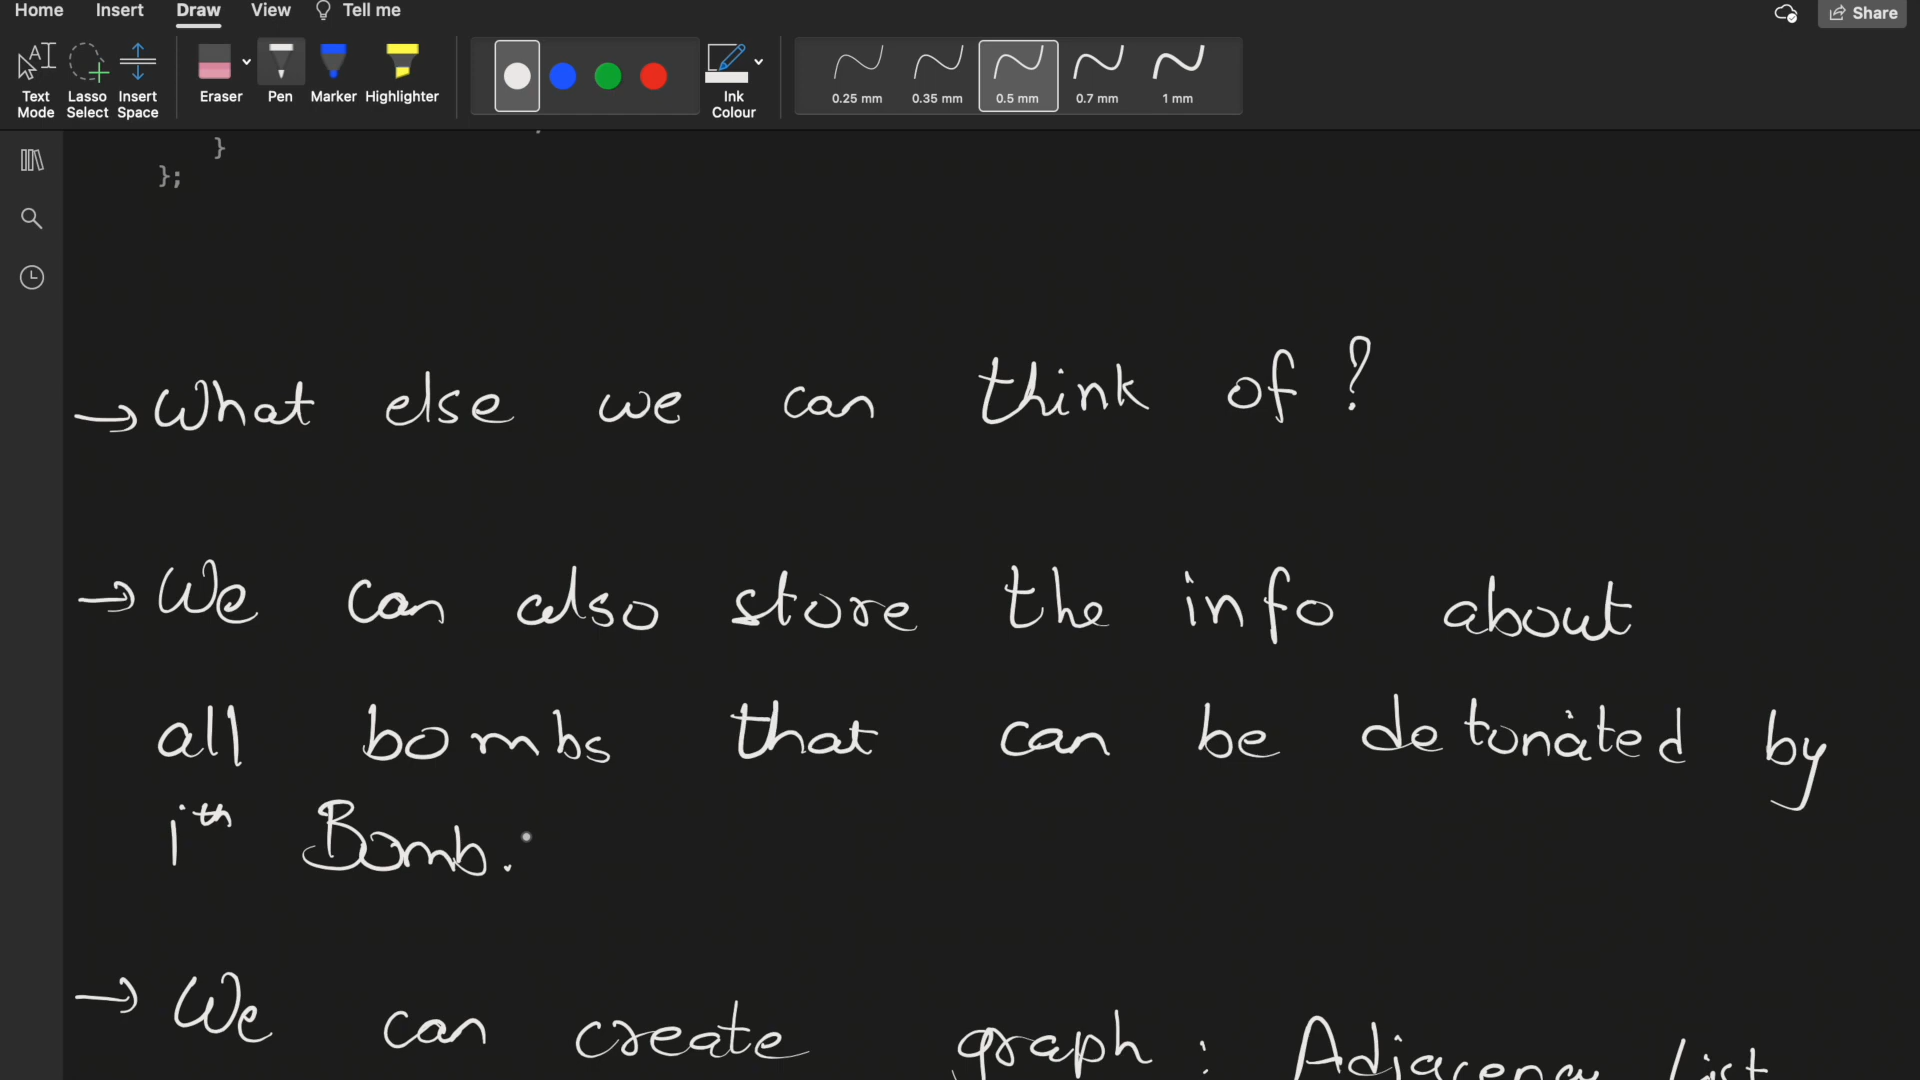 Home Insert Draw View Tell me Share
Text Mode Lasso Select Insert Space Eraser Pen Marker Highlighter Ink Colour 0.25 mm 0.35 mm 0.5 mm 0.7 mm 1 mm
}
};
→ What else we can think of ?
→ We can also store the info about
all bombs that can be detonated by
ith Bomb.
→ We can create graph : Adjacency list